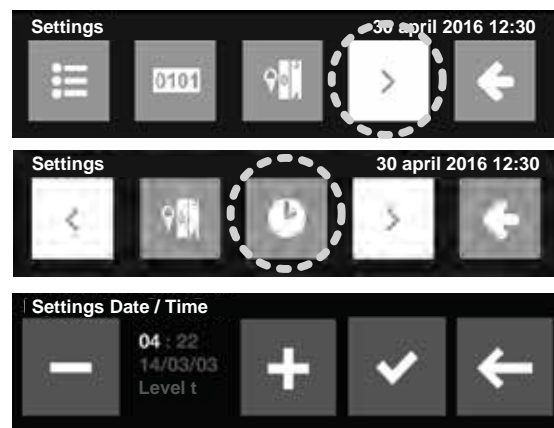 Settings 30 april 2016 12:30
0101
Settings 30 april 2016 12:30
Settings Date / Time
04 : 22
14/03/03
Level t